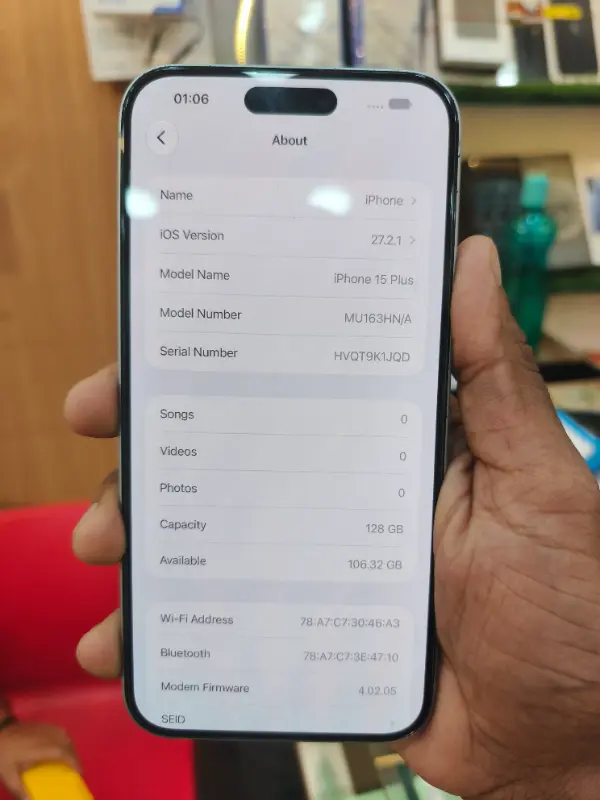 01:06
About
Name iPhone
iOS Version 27.2.1
Model Name iPhone 15 Plus
Model Number MU163HN/A
Serial Number HVQT9K1JQD
Songs 0
Videos 0
Photos 0
Capacity 128 GB
Available 106.32 GB
Wi-Fi Address 78:A7:C7:30:46:A3
Bluetooth 78:A7:C7:3E:47:10
Modem Firmware 4.02.05
SEID